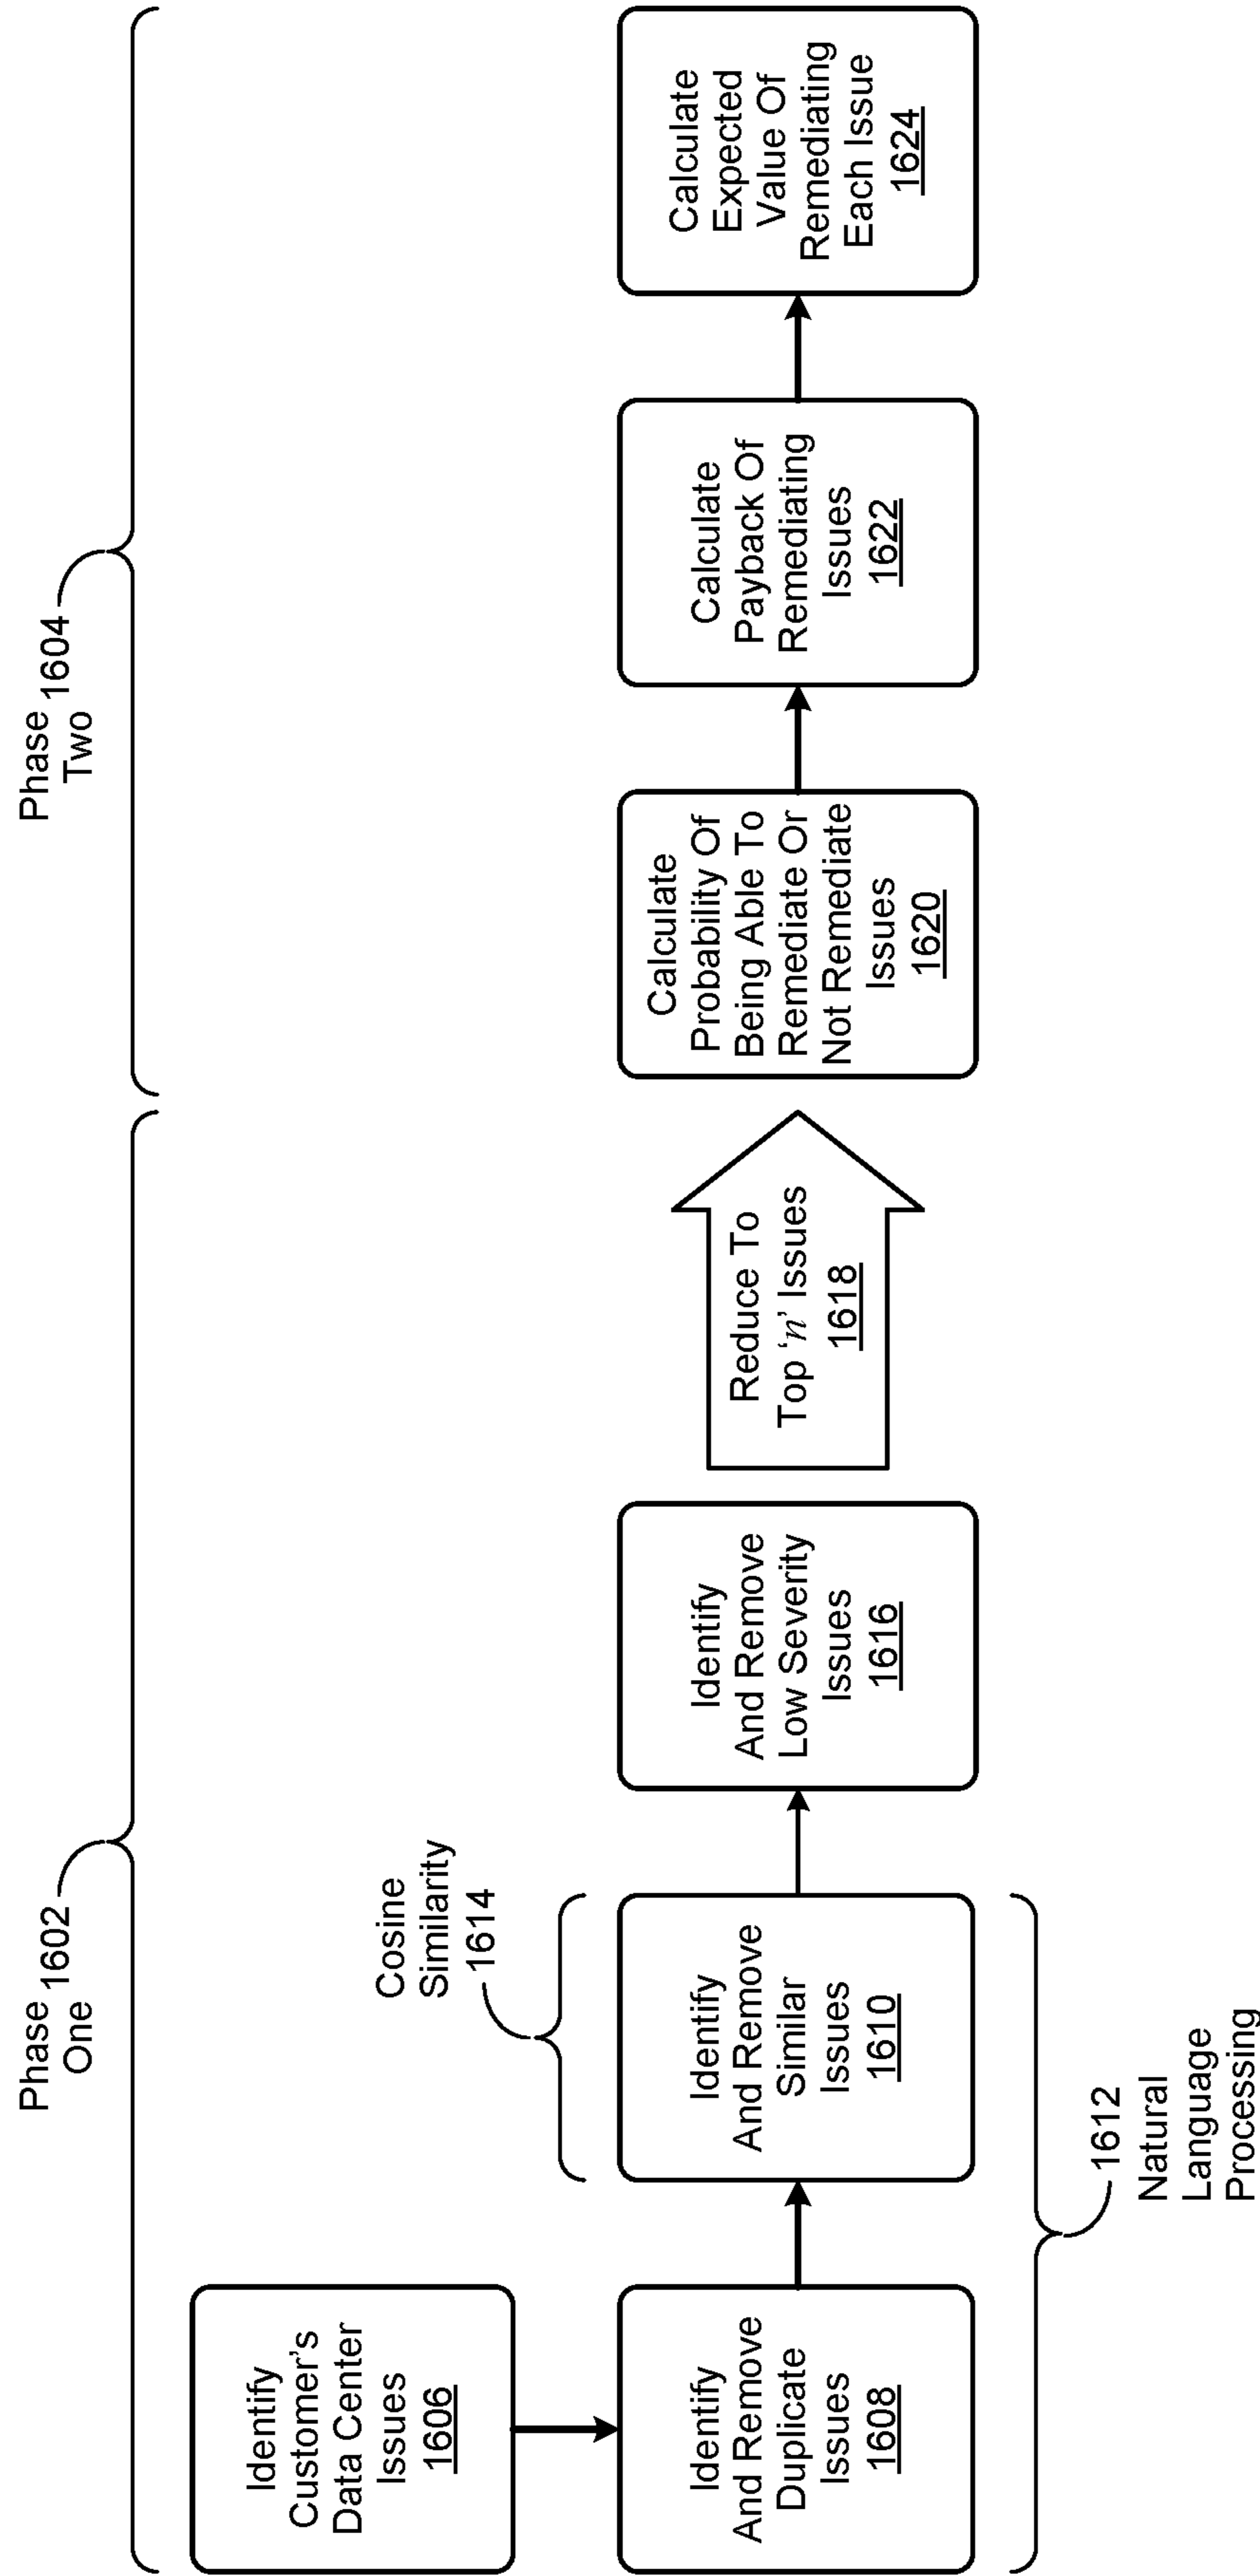 Phase
One
1602
Phase
Two
1604
Identify
Customer's
Data Center
Issues
1606
Cosine
Similarity
1614
Identify
And Remove
Duplicate
Issues
1608
Identify
And Remove
Similar
Issues
1610
Identify
And Remove
Low Severity
Issues
1616
Reduce To
Top ‘n’ Issues
1618
Calculate
Probability Of
Being Able To
Remediate Or
Not Remediate
Issues
1620
Calculate
Payback Of
Remediating
Issues
1622
Calculate
Expected
Value Of
Remediating
Each Issue
1624
1612
Natural
Language
Processing